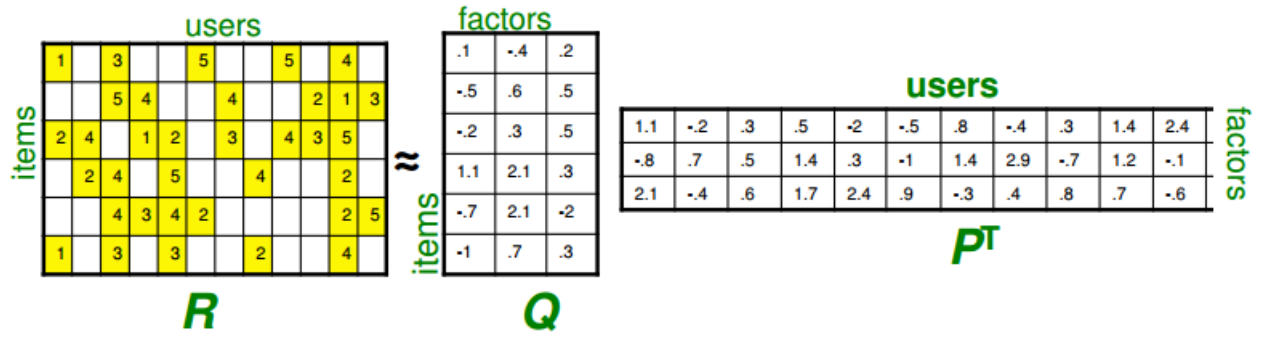 users
items
1 3 5 5 4
5 4 4 2 1 3
2 4 1 2 3 4 3 5
2 4 5 4 2
4 3 4 2 2 5
1 3 3 2 4
R
≈
factors
items
.1 -.4 .2
-.5 .6 .5
-.2 .3 .5
1.1 2.1 .3
-.7 2.1 -2
-1 .7 .3
Q
users
factors
1.1 -.2 .3 .5 -2 -.5 .8 -.4 .3 1.4 2.4
-.8 .7 .5 1.4 .3 -1 1.4 2.9 -.7 1.2 -.1
2.1 -.4 .6 1.7 2.4 .9 -.3 .4 .8 .7 -.6
Pᵀ